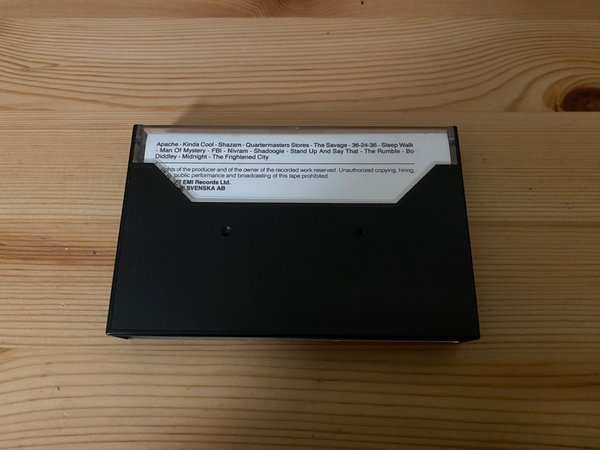 Apache - Kinda Cool - Shazam - Quartermasters Stores - The Savage - 36-24-36 - Sleep Walk
- Man Of Mystery - FBI - Nivram - Shadoogie - Stand Up And Say That - The Rumble - Bo
Diddley - Midnight - The Frightened City
of the producer and of the owner of the recorded work reserved. Unauthorized copying, hiring,
public performance and broadcasting of this tape prohibited.
EMI Records Ltd.
SVENSKA AB